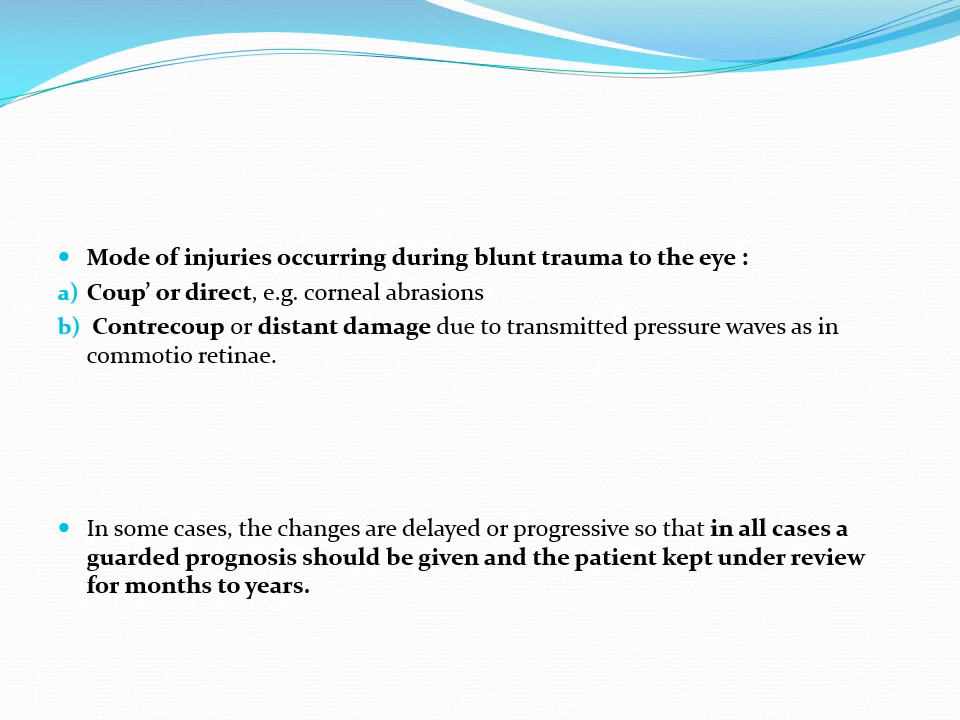 • Mode of injuries occurring during blunt trauma to the eye :
a) Coup’ or direct, e.g. corneal abrasions
b) Contrecoup or distant damage due to transmitted pressure waves as in
commotio retinae.
• In some cases, the changes are delayed or progressive so that in all cases a
guarded prognosis should be given and the patient kept under review
for months to years.